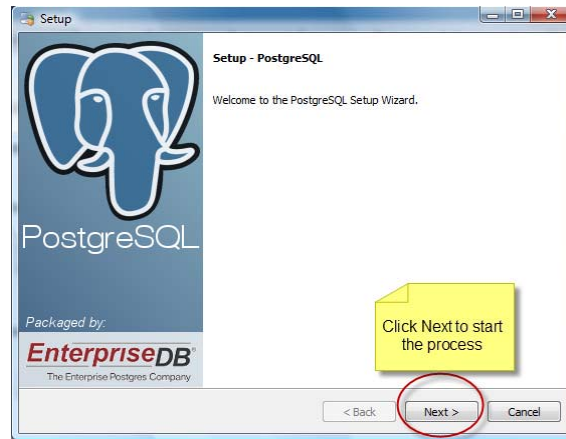 Setup
Setup - PostgreSQL
Welcome to the PostgreSQL Setup Wizard.
PostgreSQL
Packaged by:
EnterpriseDB
The Enterprise Postgres Company
Click Next to start
the process
< Back
Next >
Cancel